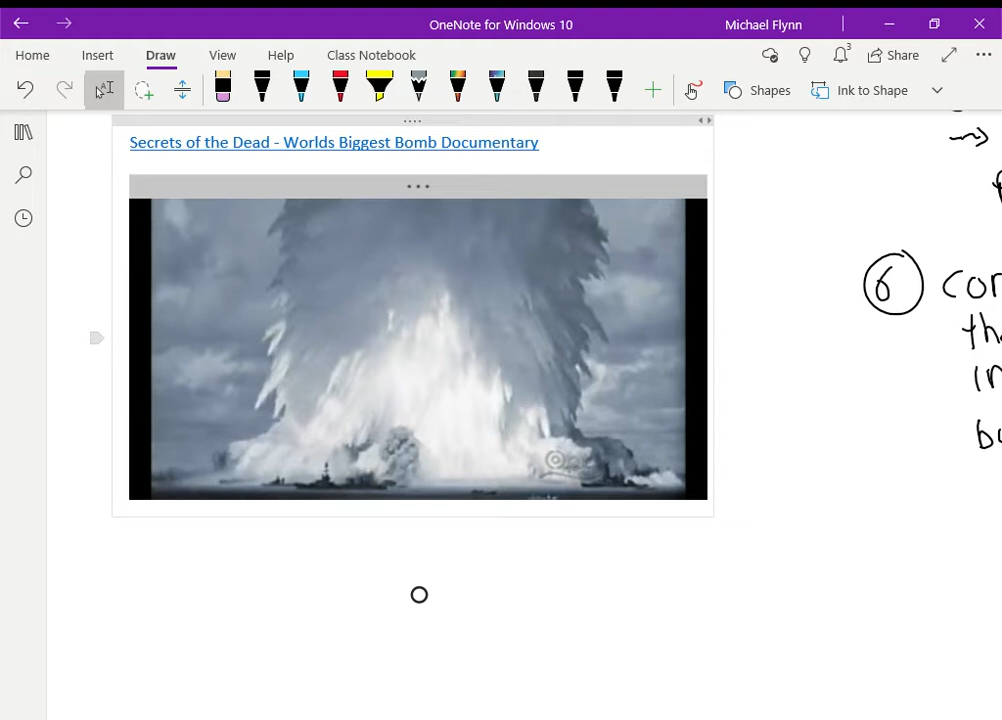 OneNote for Windows 10
Michael Flynn
Home Insert Draw View Help Class Notebook
3
Share
Shapes
Ink to Shape
Secrets of the Dead - Worlds Biggest Bomb Documentary
6